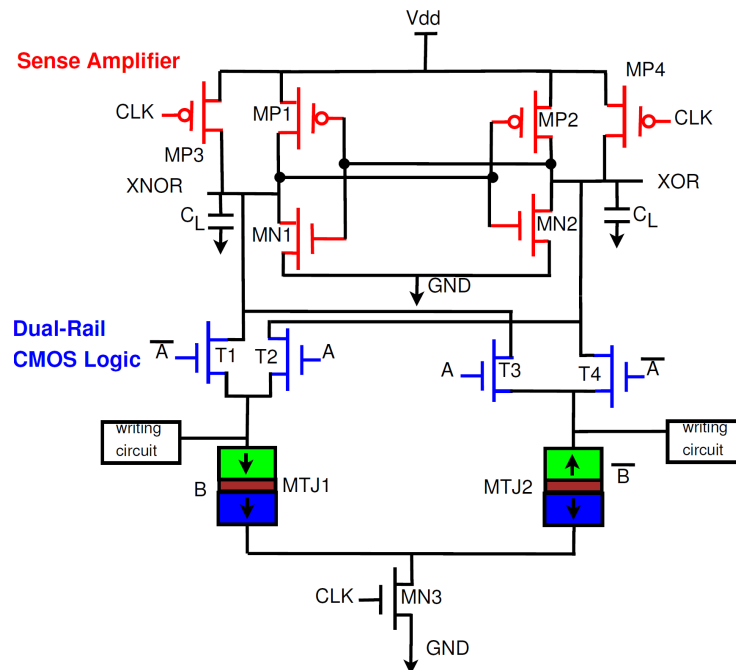 Vdd
Sense Amplifier
MP4
CLK
MP1
MP2
CLK
MP3
XNOR
XOR
CL
MN1
MN2
CL
GND
Dual-Rail
CMOS Logic
A
T1
T2
A
A
T3
T4
A
writing
circuit
writing
circuit
B
MTJ1
MTJ2
B
CLK
MN3
GND